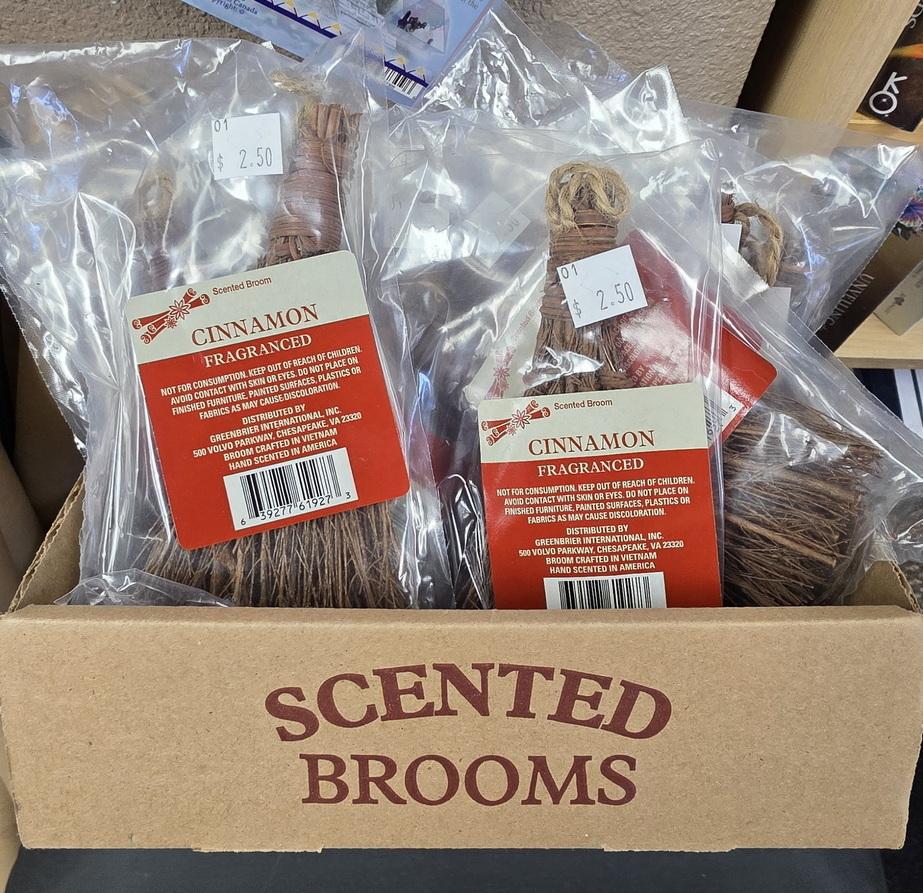 Canada
01
$ 2.50
Scented Broom
CINNAMON
FRAGRANCED
NOT FOR CONSUMPTION. KEEP OUT OF REACH OF CHILDREN.
AVOID CONTACT WITH SKIN OR EYES. DO NOT PLACE ON
FINISHED FURNITURE, PAINTED SURFACES, PLASTICS OR
FABRICS AS MAY CAUSE DISCOLORATION.
DISTRIBUTED BY
GREENBRIER INTERNATIONAL, INC.
500 VOLVO PARKWAY, CHESAPEAKE, VA 23320
BROOM CRAFTED IN VIETNAM
HAND SCENTED IN AMERICA
6 39277 61927 3
01
$ 2.50
Scented Broom
CINNAMON
FRAGRANCED
NOT FOR CONSUMPTION. KEEP OUT OF REACH OF CHILDREN.
AVOID CONTACT WITH SKIN OR EYES. DO NOT PLACE ON
FINISHED FURNITURE, PAINTED SURFACES, PLASTICS OR
FABRICS AS MAY CAUSE DISCOLORATION.
DISTRIBUTED BY
GREENBRIER INTERNATIONAL, INC.
500 VOLVO PARKWAY, CHESAPEAKE, VA 23320
BROOM CRAFTED IN VIETNAM
HAND SCENTED IN AMERICA
SCENTED
BROOMS